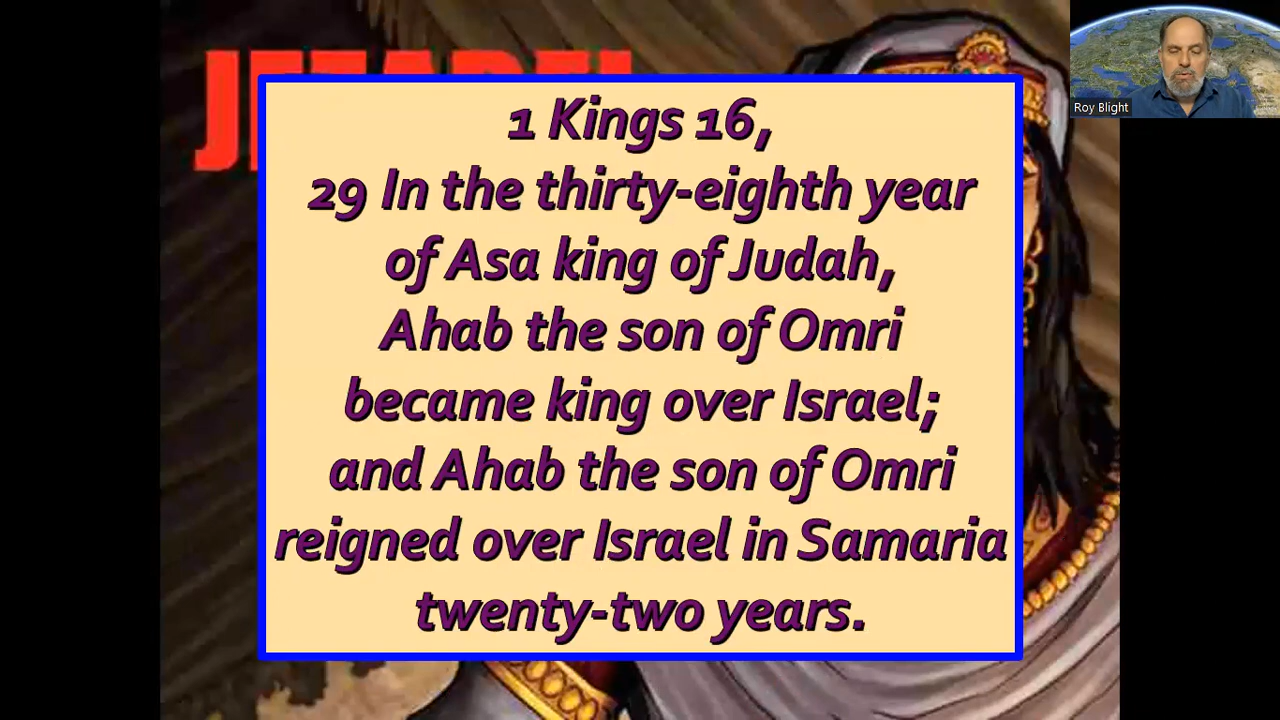 1 Kings 16,
29 In the thirty-eighth year
of Asa king of Judah,
Ahab the son of Omri
became king over Israel;
and Ahab the son of Omri
reigned over Israel in Samaria
twenty-two years.
Roy Blight